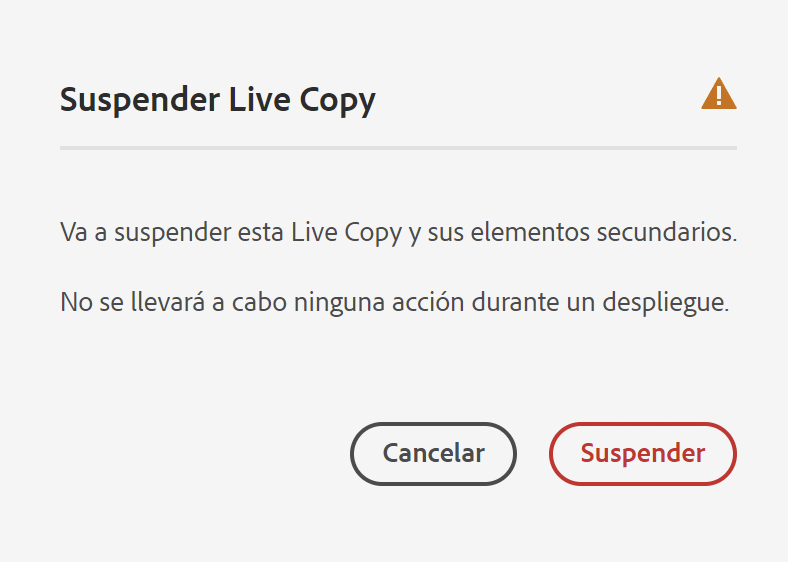 Suspender Live Copy
Va a suspender esta Live Copy y sus elementos secundarios.
No se llevará a cabo ninguna acción durante un despliegue.
Cancelar
Suspender